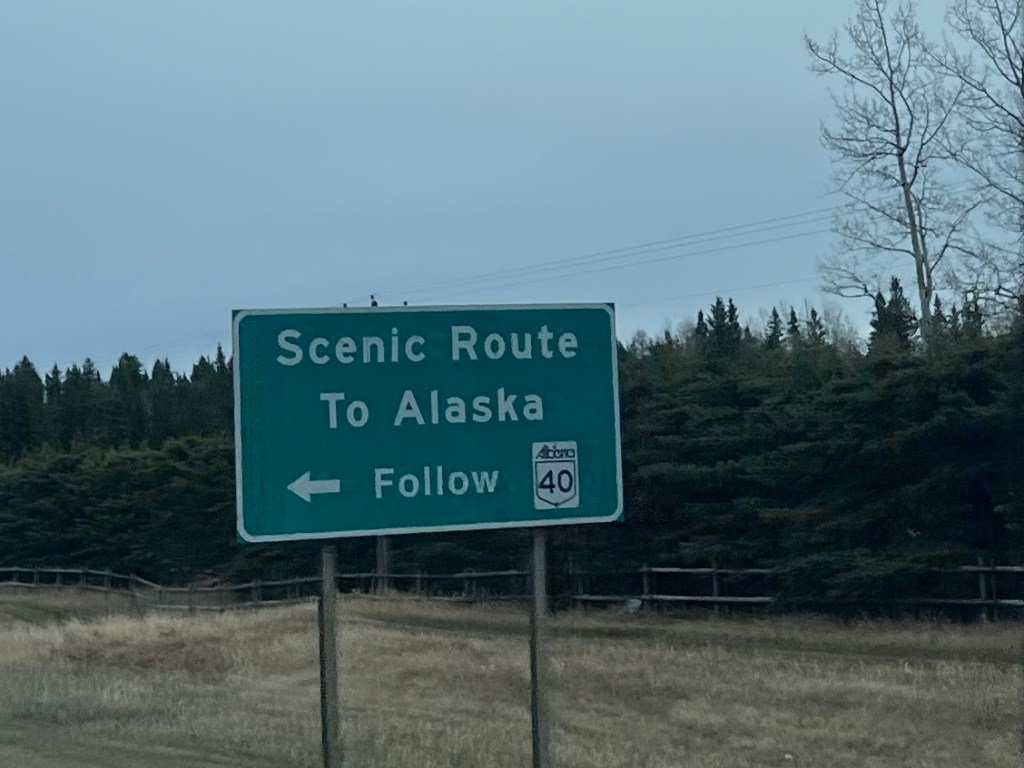 Scenic Route
To Alaska
Follow
Alberta
40